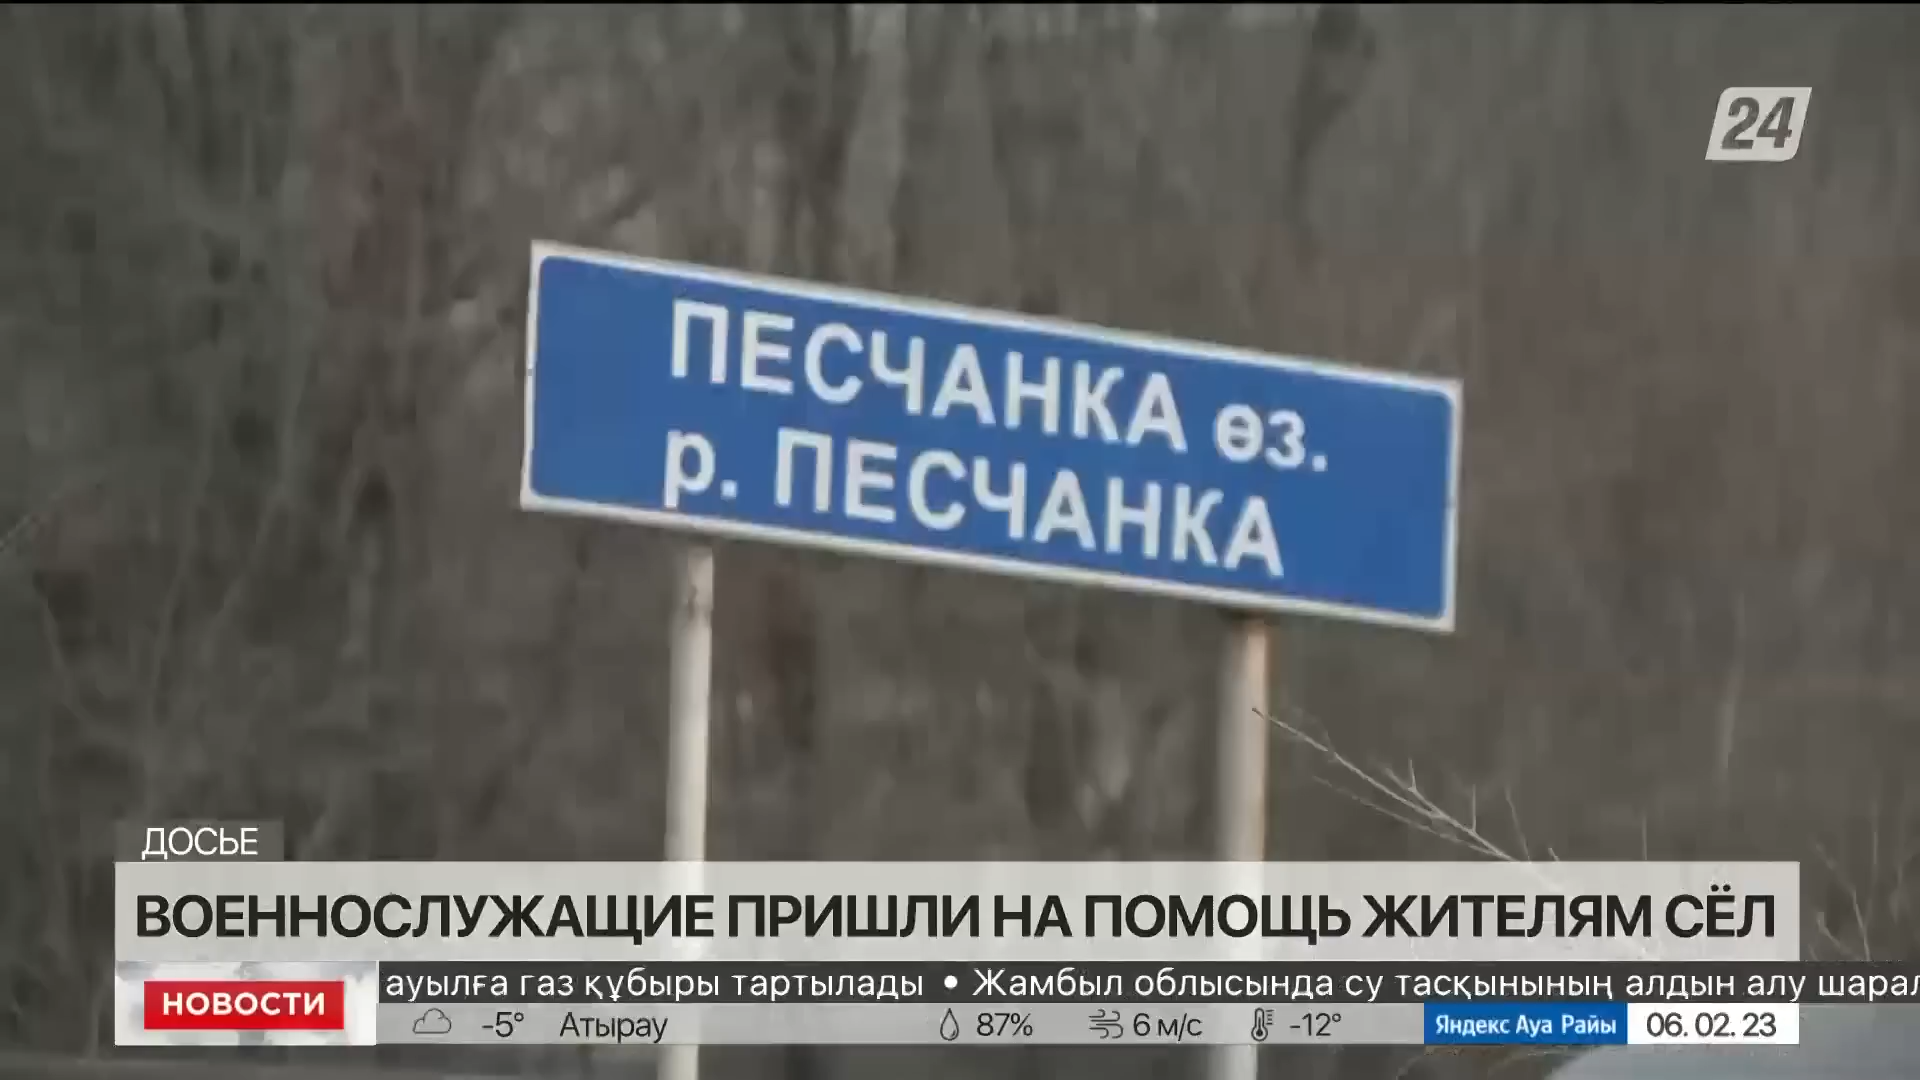 24
ПЕСЧАНКА өз.
р. ПЕСЧАНКА
ДОСЬЕ
ВОЕННОСЛУЖАЩИЕ ПРИШЛИ НА ПОМОЩЬ ЖИТЕЛЯМ СЁЛ
НОВОСТИ
ауылға газ құбыры тартылады • Жамбыл облысында су тасқынының алдын алу шарал
-5° Атырау 87% 6 м/с -12° Яндекс Ауа Райы 06.02.23